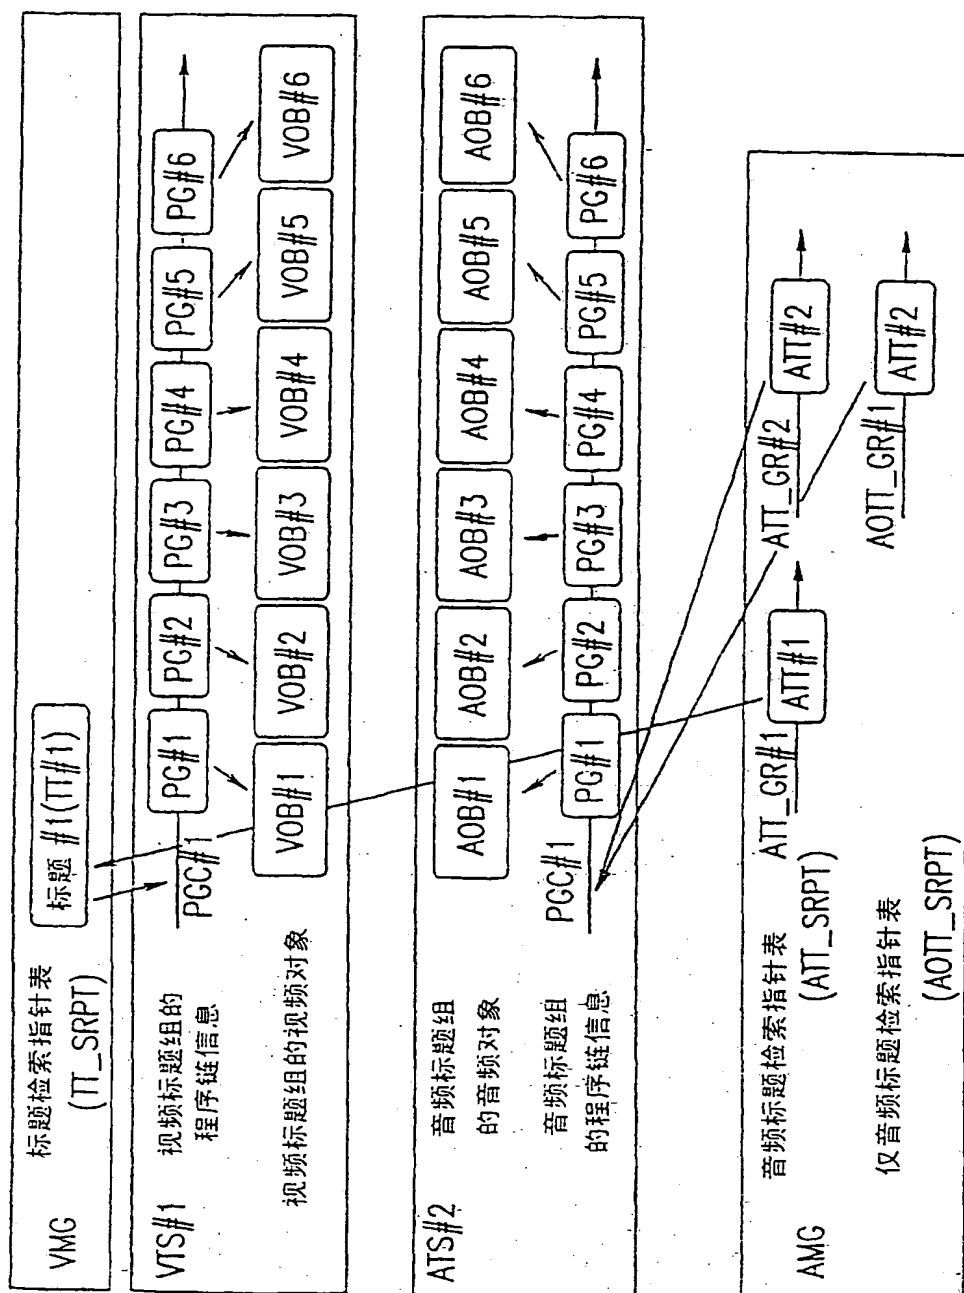 VMG
标题检索指针表
(TT_SRPT)
标题 #1(TT#1)
VTS#1
视频标题组的
程序链信息
PGC#1
PG#1
PG#2
PG#3
PG#4
PG#5
PG#6
视频标题组的视频对象
VOB#1
VOB#2
VOB#3
VOB#4
VOB#5
VOB#6
ATS#2
音频标题组
的音频对象
AOB#1
AOB#2
AOB#3
AOB#4
AOB#5
AOB#6
音频标题组
的程序链信息
PGC#1
PG#1
PG#2
PG#3
PG#4
PG#5
PG#6
AMG
音频标题检索指针表
(ATT_SRPT)
ATT_GR#1
ATT#1
ATT_GR#2
ATT#2
仅音频标题检索指针表
(AOTT_SRPT)
AOTT_GR#1
ATT#2